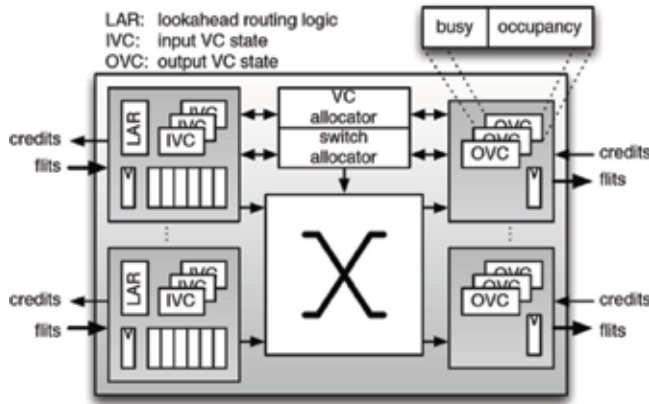 LAR: lookahead routing logic
IVC: input VC state
OVC: output VC state
busy occupancy
LAR
IVC
IVC
IVC
VC
allocator
switch
allocator
OVC
OVC
OVC
credits
flits
credits
flits
LAR
IVC
IVC
IVC
OVC
OVC
OVC
credits
flits
credits
flits